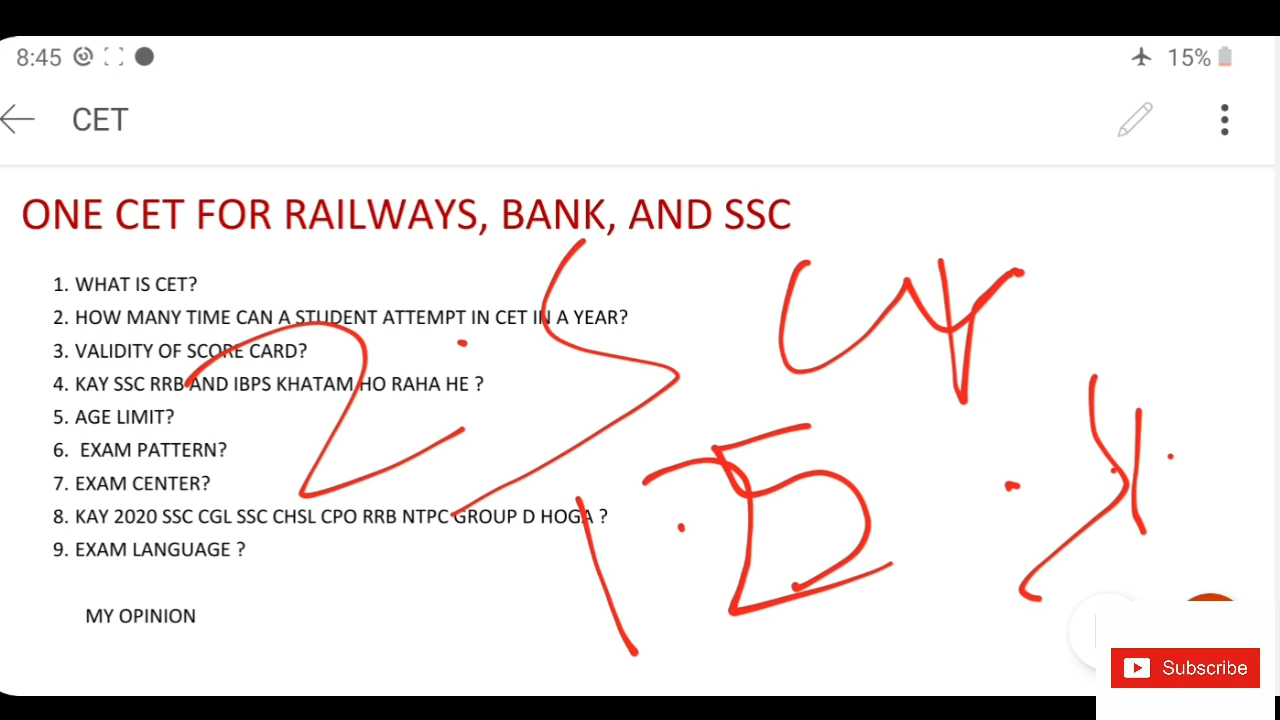 8:45 15%
CET
ONE CET FOR RAILWAYS, BANK, AND SSC
1. WHAT IS CET?
2. HOW MANY TIME CAN A STUDENT ATTEMPT IN CET IN A YEAR?
3. VALIDITY OF SCORE CARD?
4. KAY SSC RRB AND IBPS KHATAM HO RAHA HE ?
5. AGE LIMIT?
6. EXAM PATTERN?
7. EXAM CENTER?
8. KAY 2020 SSC CGL SSC CHSL CPO RRB NTPC GROUP D HOGA ?
9. EXAM LANGUAGE ?
MY OPINION
Subscribe